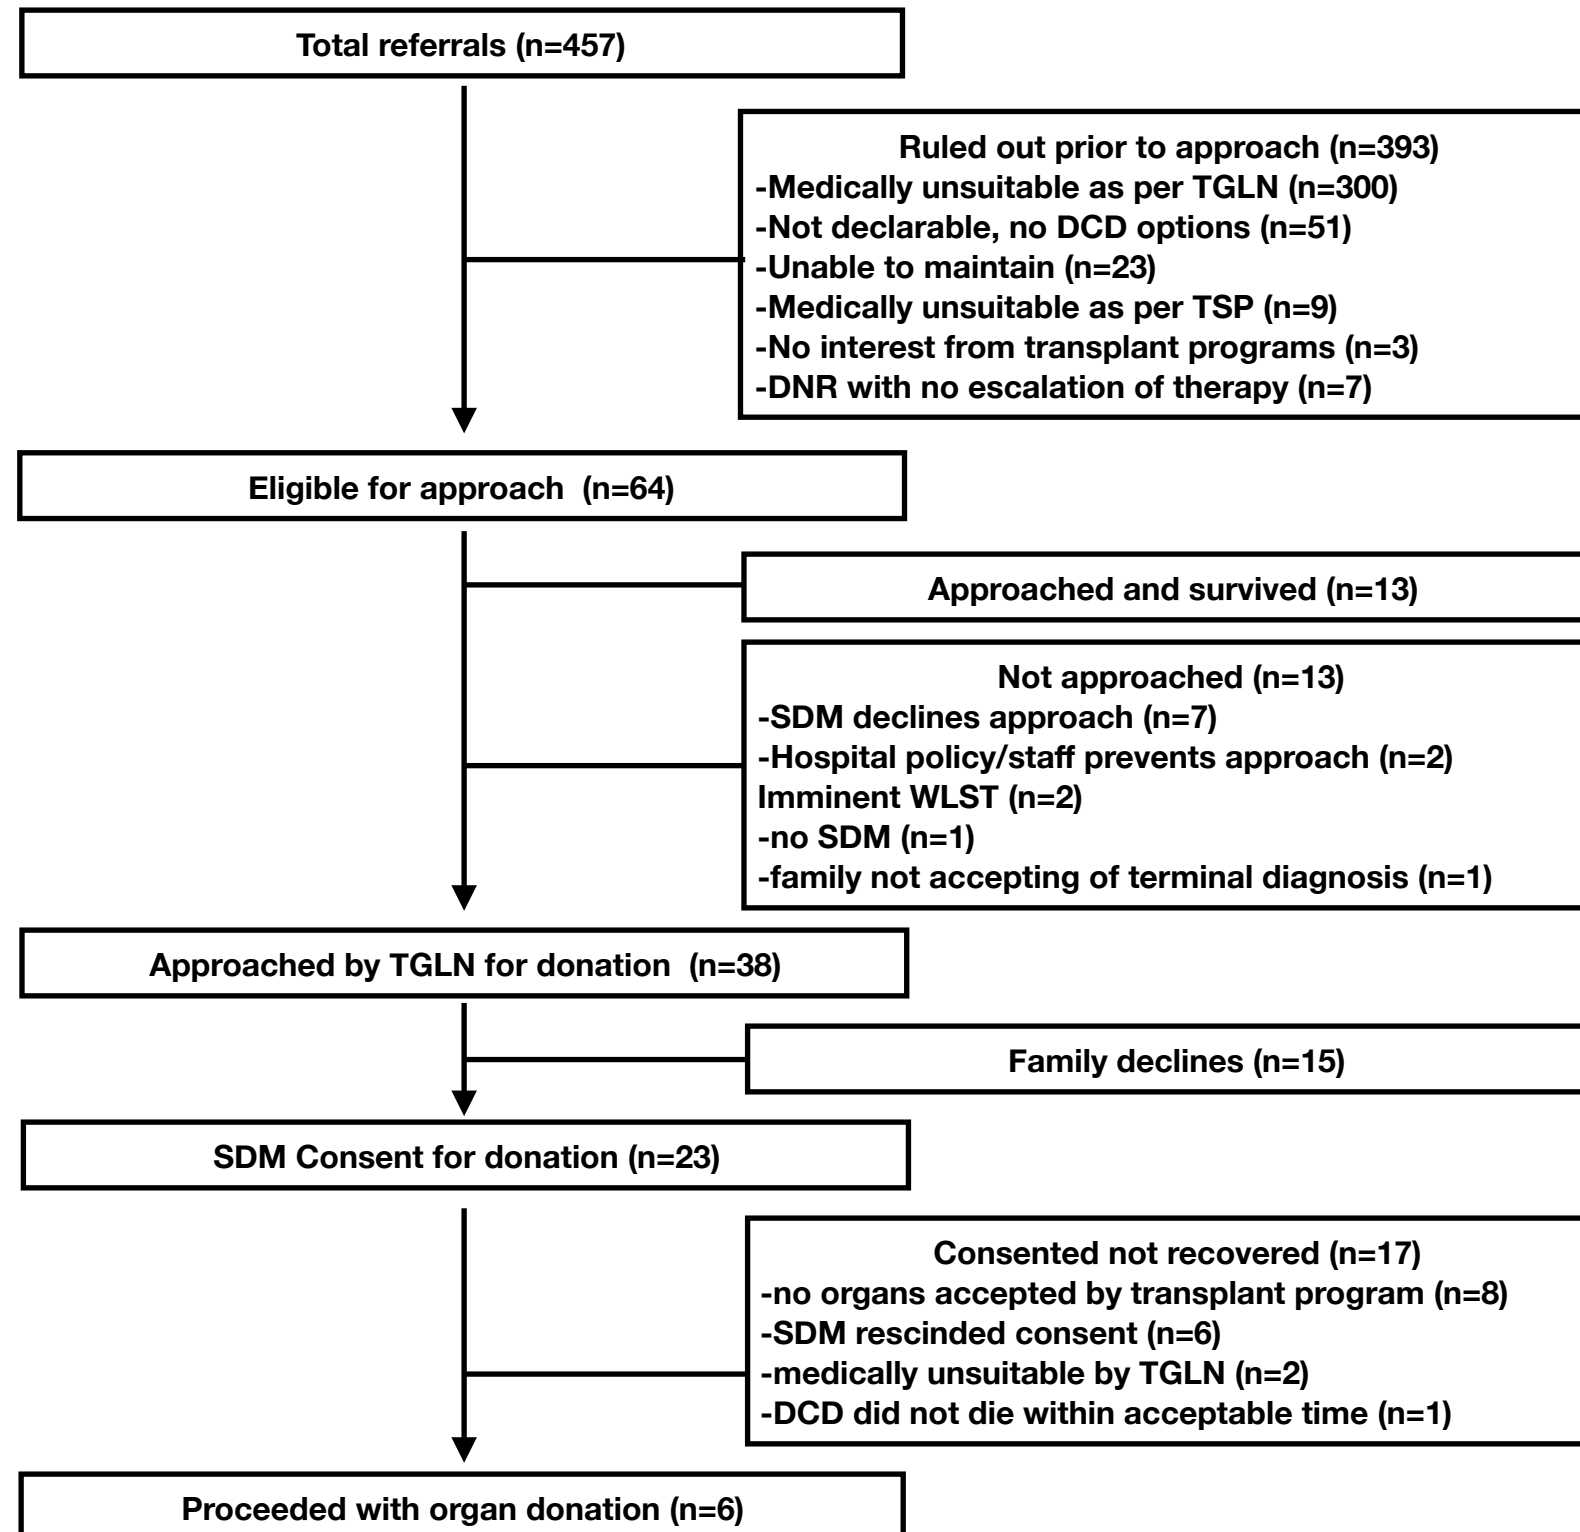 Total referrals (n=457)
Ruled out prior to approach (n=393)
-Medically unsuitable as per TGLN (n=300)
-Not declarable, no DCD options (n=51)
-Unable to maintain (n=23)
-Medically unsuitable as per TSP (n=9)
-No interest from transplant programs (n=3)
-DNR with no escalation of therapy (n=7)
Eligible for approach  (n=64)
Approached and survived (n=13)
Not approached (n=13)
-SDM declines approach (n=7)
-Hospital policy/staff prevents approach (n=2)
Imminent WLST (n=2)
-no SDM (n=1)
-family not accepting of terminal diagnosis (n=1)
Approached by TGLN for donation  (n=38)
Family declines (n=15)
SDM Consent for donation (n=23)
Consented not recovered (n=17)
-no organs accepted by transplant program (n=8)
-SDM rescinded consent (n=6)
-medically unsuitable by TGLN (n=2)
-DCD did not die within acceptable time (n=1)
Proceeded with organ donation (n=6)